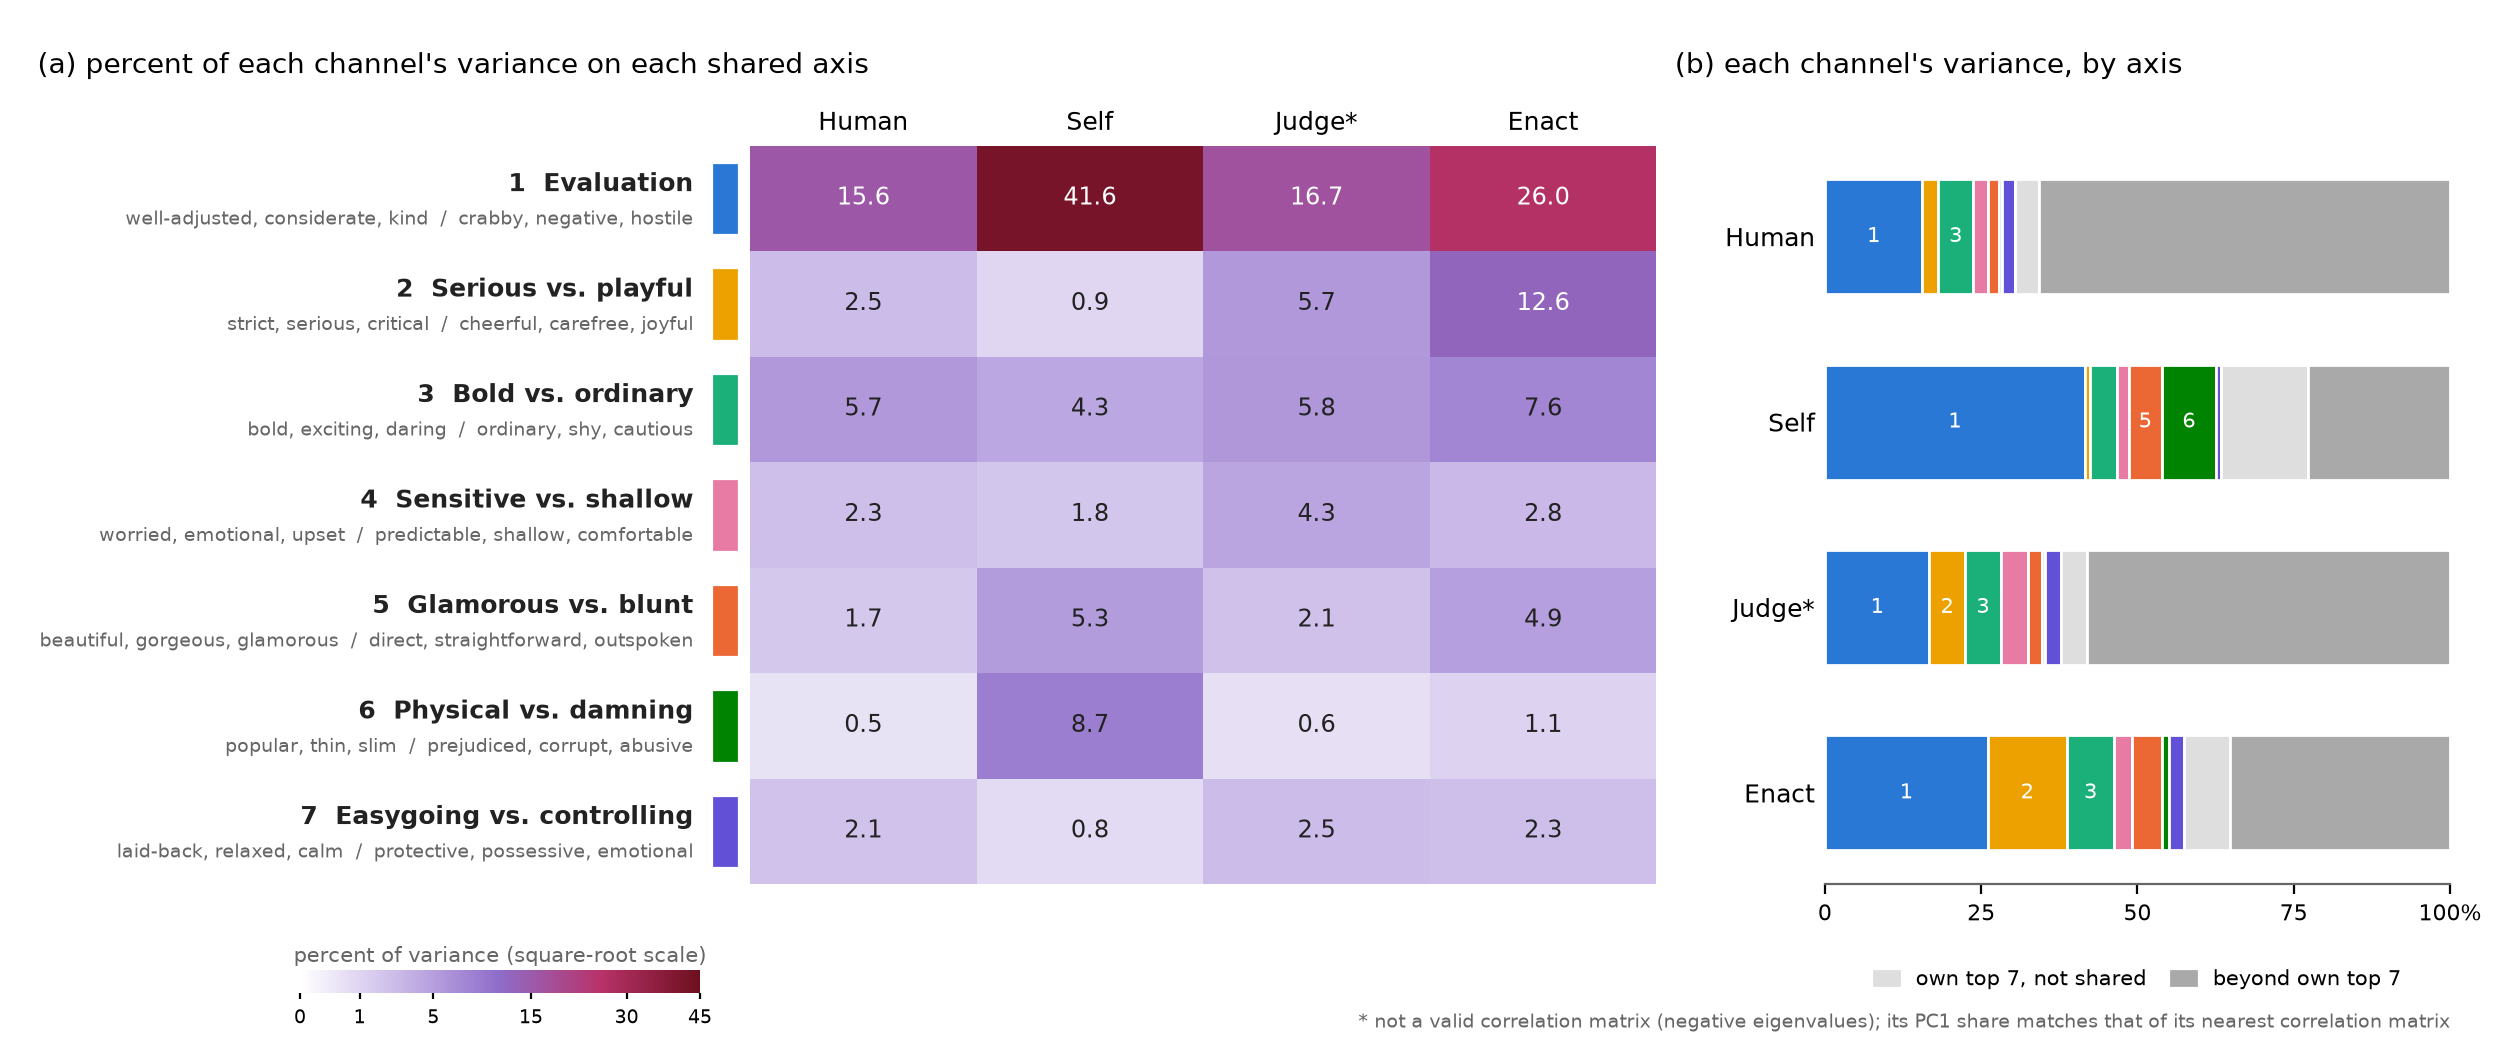 (a) percent of each channel's variance on each shared axis
Human Self Judge* Enact
1 Evaluation
well-adjusted, considerate, kind / crabby, negative, hostile
15.6 41.6 16.7 26.0
2 Serious vs. playful
strict, serious, critical / cheerful, carefree, joyful
2.5 0.9 5.7 12.6
3 Bold vs. ordinary
bold, exciting, daring / ordinary, shy, cautious
5.7 4.3 5.8 7.6
4 Sensitive vs. shallow
worried, emotional, upset / predictable, shallow, comfortable
2.3 1.8 4.3 2.8
5 Glamorous vs. blunt
beautiful, gorgeous, glamorous / direct, straightforward, outspoken
1.7 5.3 2.1 4.9
6 Physical vs. damning
popular, thin, slim / prejudiced, corrupt, abusive
0.5 8.7 0.6 1.1
7 Easygoing vs. controlling
laid-back, relaxed, calm / protective, possessive, emotional
2.1 0.8 2.5 2.3
percent of variance (square-root scale)
0 1 5 15 30 45
(b) each channel's variance, by axis
Human 1 3
Self 1 5 6
Judge* 1 2 3
Enact 1 2 3
0 25 50 75 100%
own top 7, not shared beyond own top 7
* not a valid correlation matrix (negative eigenvalues); its PC1 share matches that of its nearest correlation matrix